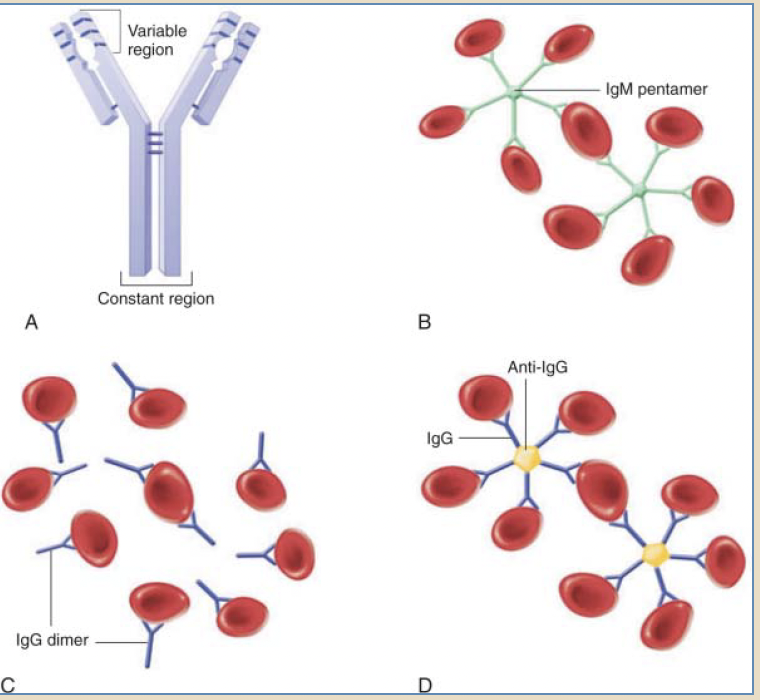 Variable
region
Constant region
A
IgM pentamer
B
IgG dimer
C
Anti-IgG
IgG
D